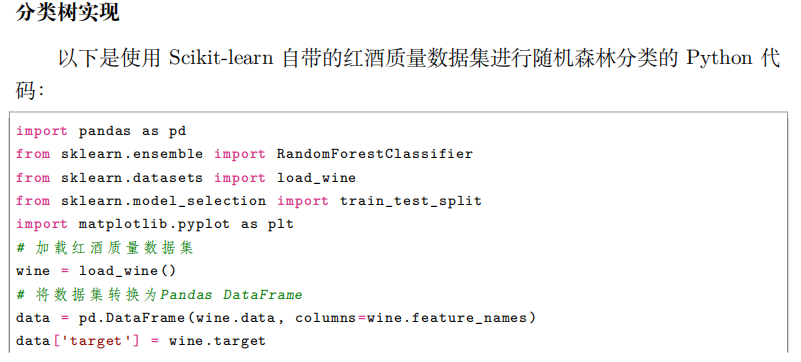 分类树实现
以下是使用 Scikit-learn 自带的红酒质量数据集进行随机森林分类的 Python 代
码：
import pandas as pd
from sklearn.ensemble import RandomForestClassifier
from sklearn.datasets import load_wine
from sklearn.model_selection import train_test_split
import matplotlib.pyplot as plt
# 加载红酒质量数据集
wine = load_wine()
# 将数据集转换为Pandas DataFrame
data = pd.DataFrame(wine.data, columns=wine.feature_names)
data['target'] = wine.target